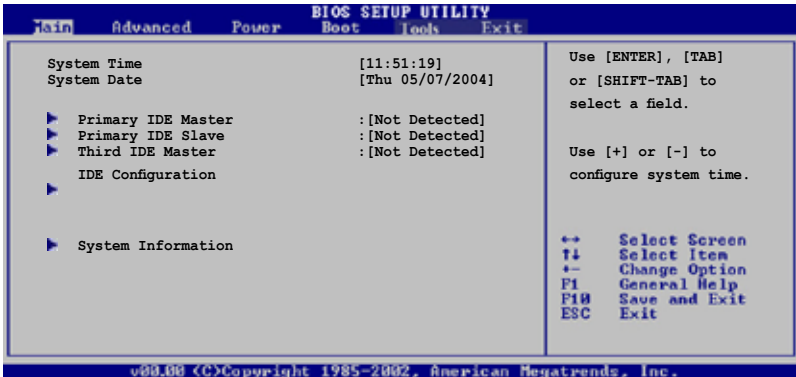 BIOS SETUP UTILITY
Main Advanced Power Boot Tools Exit
System Time [11:51:19]
System Date [Thu 05/07/2004]
Primary IDE Master :[Not Detected]
Primary IDE Slave :[Not Detected]
Third IDE Master :[Not Detected]
IDE Configuration
System Information
Use [ENTER], [TAB]
or [SHIFT-TAB] to
select a field.
Use [+] or [-] to
configure system time.
↔ Select Screen
↑↓ Select Item
+- Change Option
F1 General Help
F10 Save and Exit
ESC Exit
v00.00 (C)Copyright 1985-2002, American Megatrends, Inc.